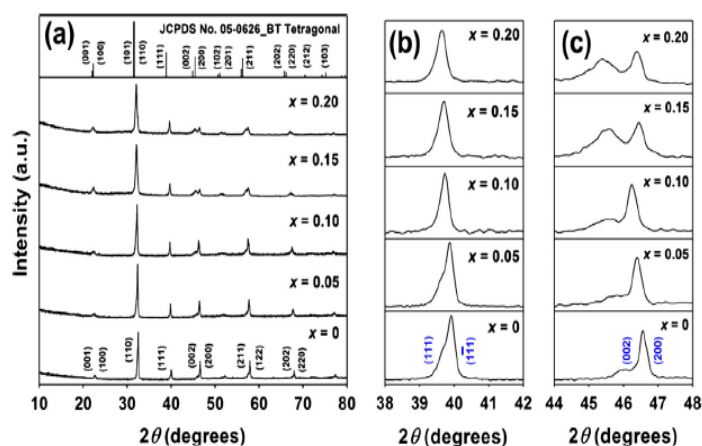 (a)
JCPDS No. 05-0626_BT Tetragonal
(001)
(100)
(101)
(110)
(111)
(002)
(200)
(102)
(201)
(211)
(202)
(220)
(212)
(103)
x = 0.20
x = 0.15
x = 0.10
x = 0.05
x = 0
(001)
(100)
(110)
(111)
(002)
(200)
(211)
(122)
(202)
(220)
Intensity (a.u.)
10 20 30 40 50 60 70 80
2θ (degrees)
(b)
x = 0.20
x = 0.15
x = 0.10
x = 0.05
x = 0
(111)
(1̄11)
38 39 40 41 42
2θ (degrees)
(c)
x = 0.20
x = 0.15
x = 0.10
x = 0.05
x = 0
(002)
(200)
44 45 46 47 48
2θ (degrees)